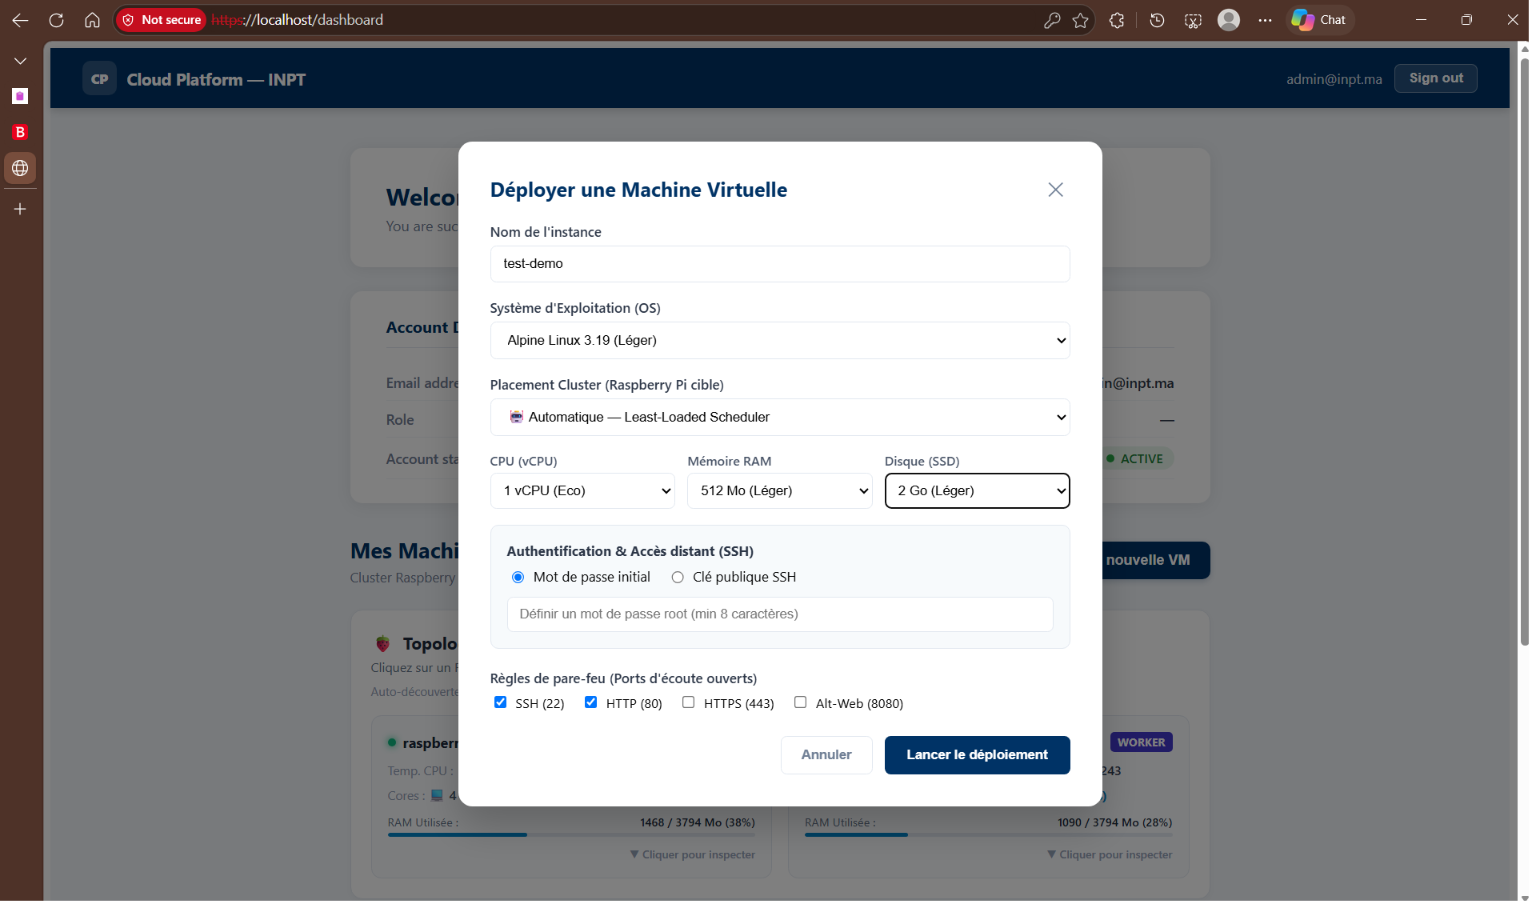 Not secure https://localhost/dashboard
Chat
B
CP Cloud Platform — INPT
admin@inpt.ma Sign out
Welco
You are suc
Déployer une Machine Virtuelle
Nom de l'instance
test-demo
Système d'Exploitation (OS)
Alpine Linux 3.19 (Léger)
Placement Cluster (Raspberry Pi cible)
Automatique — Least-Loaded Scheduler
CPU (vCPU) Mémoire RAM Disque (SSD)
1 vCPU (Eco) 512 Mo (Léger) 2 Go (Léger)
Authentification & Accès distant (SSH)
Mot de passe initial Clé publique SSH
Définir un mot de passe root (min 8 caractères)
Règles de pare-feu (Ports d'écoute ouverts)
SSH (22) HTTP (80) HTTPS (443) Alt-Web (8080)
Annuler Lancer le déploiement
Account D
Email addre in@inpt.ma
Role —
Account sta ACTIVE
Mes Machi
Cluster Raspberry
nouvelle VM
Topolo
Cliquez sur un
Auto-découverte
raspberr
WORKER
Temp. CPU : 243
Cores : 4
RAM Utilisée : 1468 / 3794 Mo (38%)
RAM Utilisée : 1090 / 3794 Mo (28%)
▼ Cliquer pour inspecter
▼ Cliquer pour inspecter